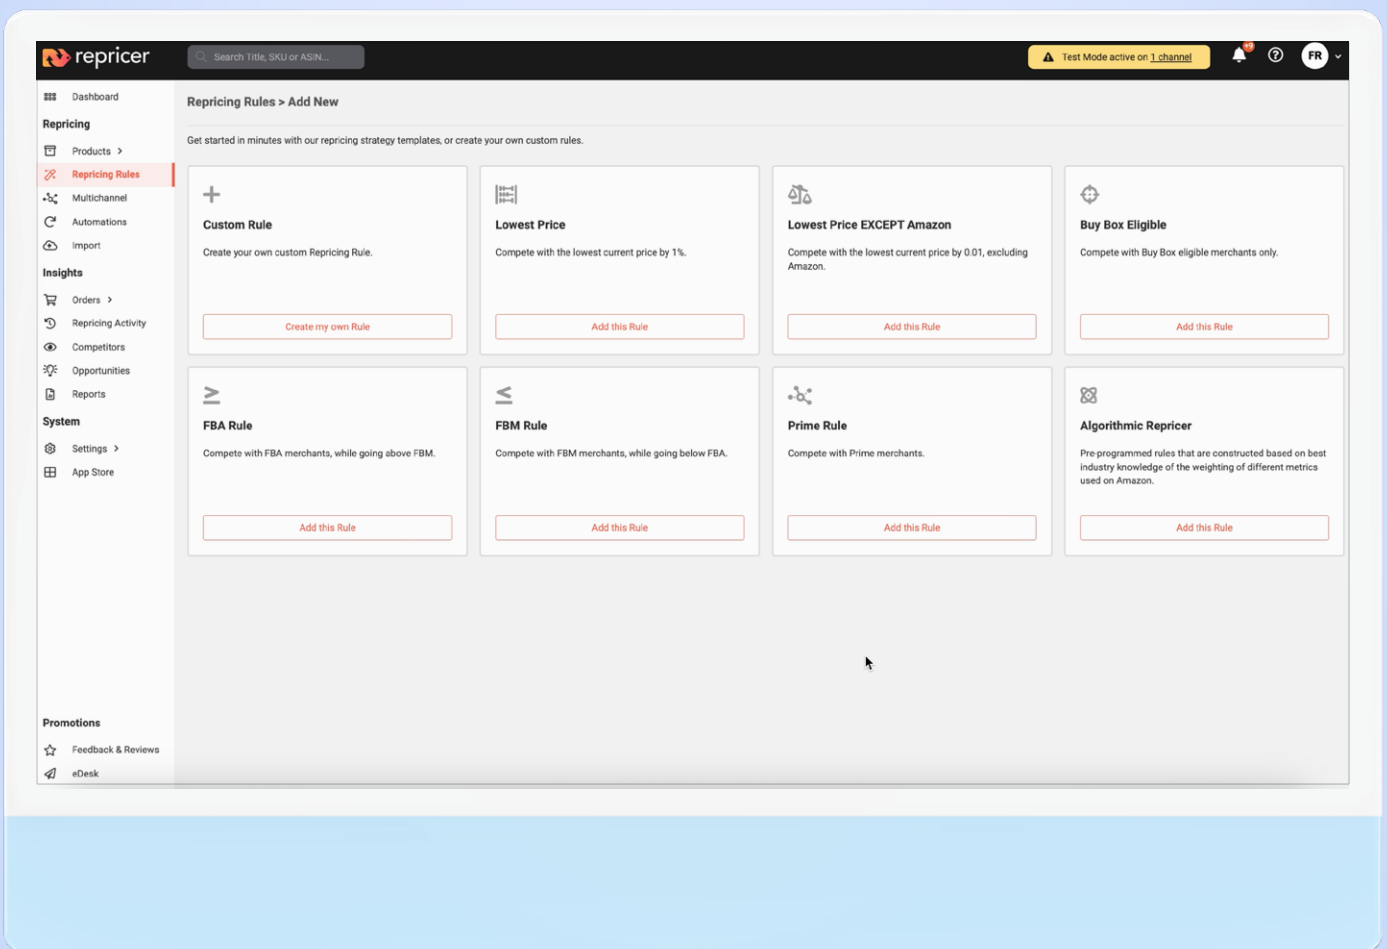 repricer
Search Title, SKU or ASIN...
Test Mode active on 1 channel
+9
FR
Dashboard
Repricing
Products
Repricing Rules
Multichannel
Automations
Import
Insights
Orders
Repricing Activity
Competitors
Opportunities
Reports
System
Settings
App Store
Promotions
Feedback & Reviews
eDesk
Repricing Rules > Add New
Get started in minutes with our repricing strategy templates, or create your own custom rules.
Custom Rule
Create your own custom Repricing Rule.
Create my own Rule
Lowest Price
Compete with the lowest current price by 1%.
Add this Rule
Lowest Price EXCEPT Amazon
Compete with the lowest current price by 0.01, excluding
Amazon.
Add this Rule
Buy Box Eligible
Compete with Buy Box eligible merchants only.
Add this Rule
FBA Rule
Compete with FBA merchants, while going above FBM.
Add this Rule
FBM Rule
Compete with FBM merchants, while going below FBA.
Add this Rule
Prime Rule
Compete with Prime merchants.
Add this Rule
Algorithmic Repricer
Pre-programmed rules that are constructed based on best
industry knowledge of the weighting of different metrics
used on Amazon.
Add this Rule